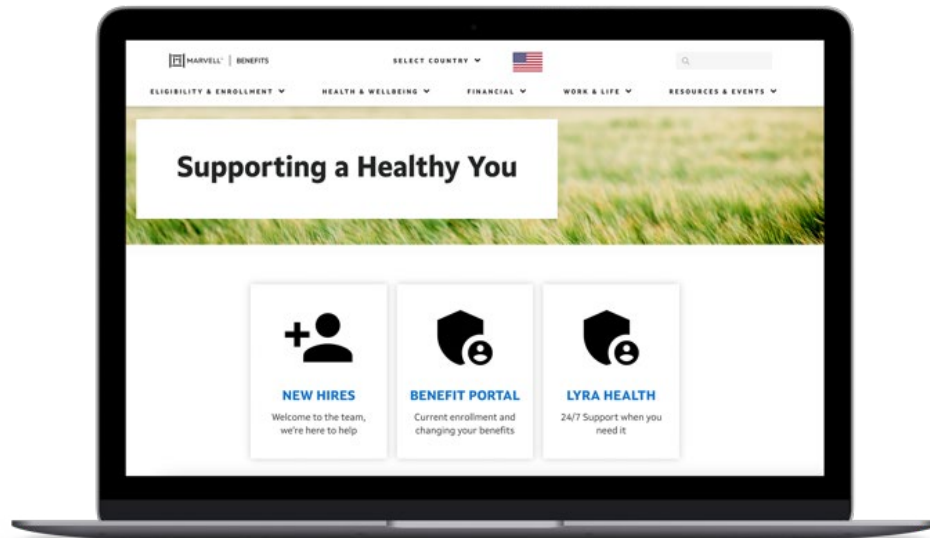 MARVELL | BENEFITS
SELECT COUNTRY
ELIGIBILITY & ENROLLMENT
HEALTH & WELLBEING
FINANCIAL
WORK & LIFE
RESOURCES & EVENTS
Supporting a Healthy You
NEW HIRES
Welcome to the team,
we're here to help
BENEFIT PORTAL
Current enrollment and
changing your benefits
LYRA HEALTH
24/7 Support when you
need it